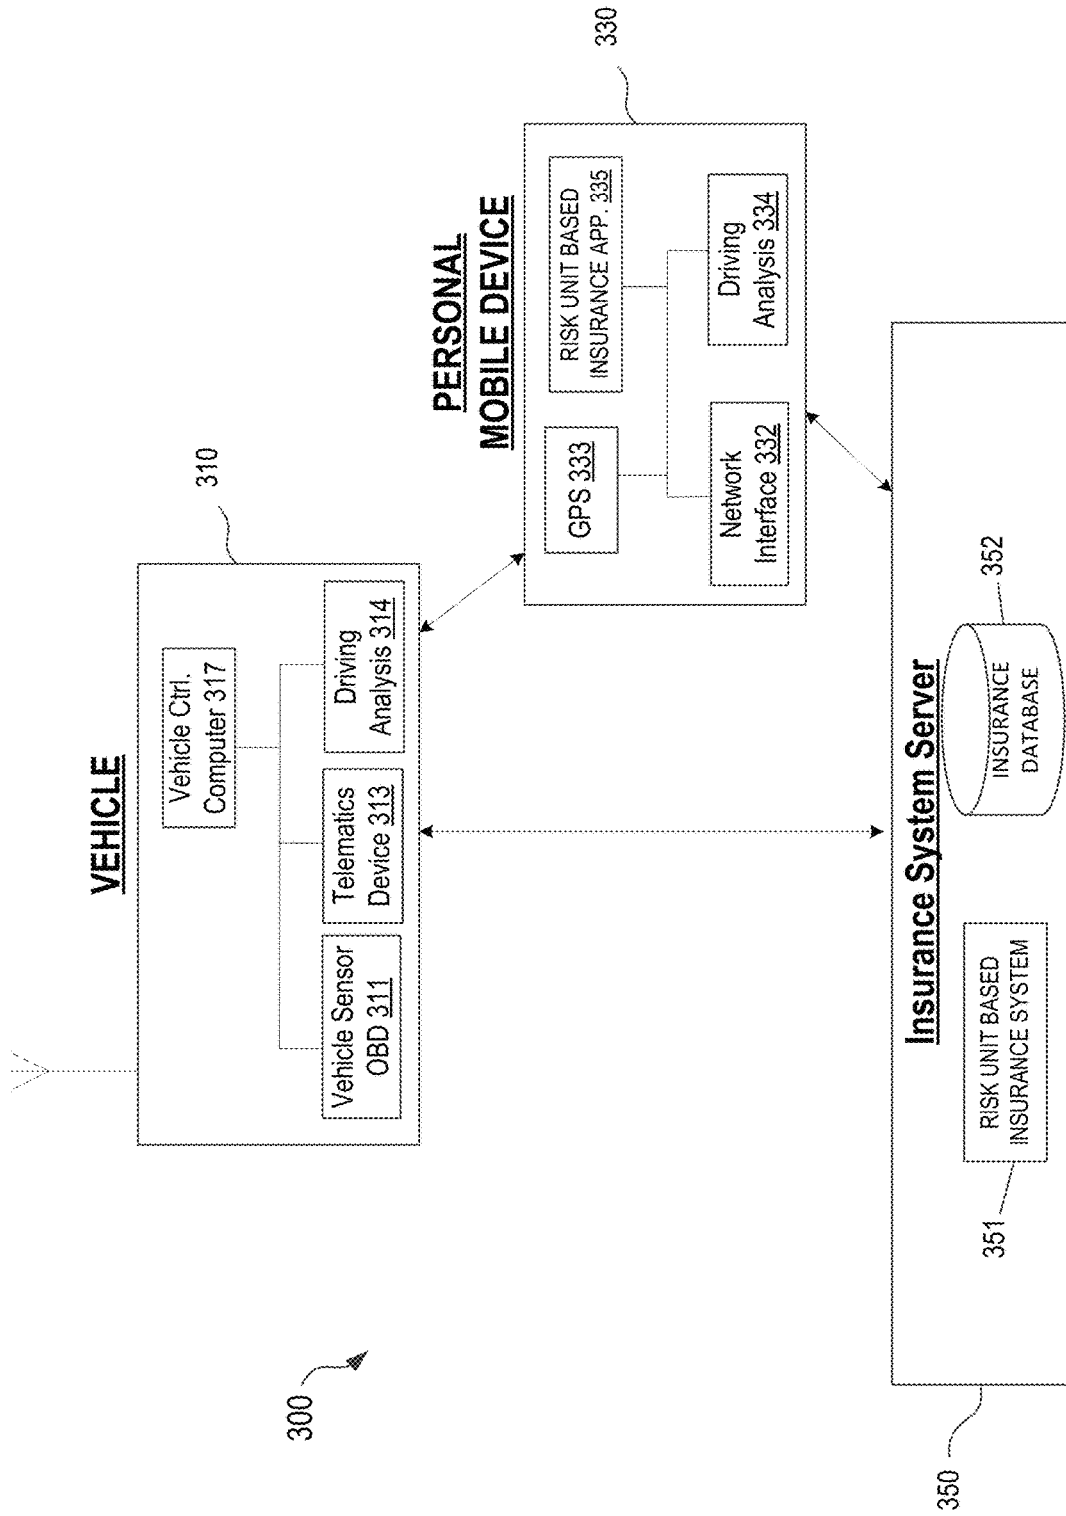 VEHICLE
310
Vehicle Ctrl.
Computer 317
Vehicle Sensor
OBD 311
Telematics
Device 313
Driving
Analysis 314
PERSONAL
MOBILE DEVICE
330
GPS 333
RISK UNIT BASED
INSURANCE APP. 335
Network
Interface 332
Driving
Analysis 334
300
Insurance System Server
350
351
RISK UNIT BASED
INSURANCE SYSTEM
INSURANCE
DATABASE
352